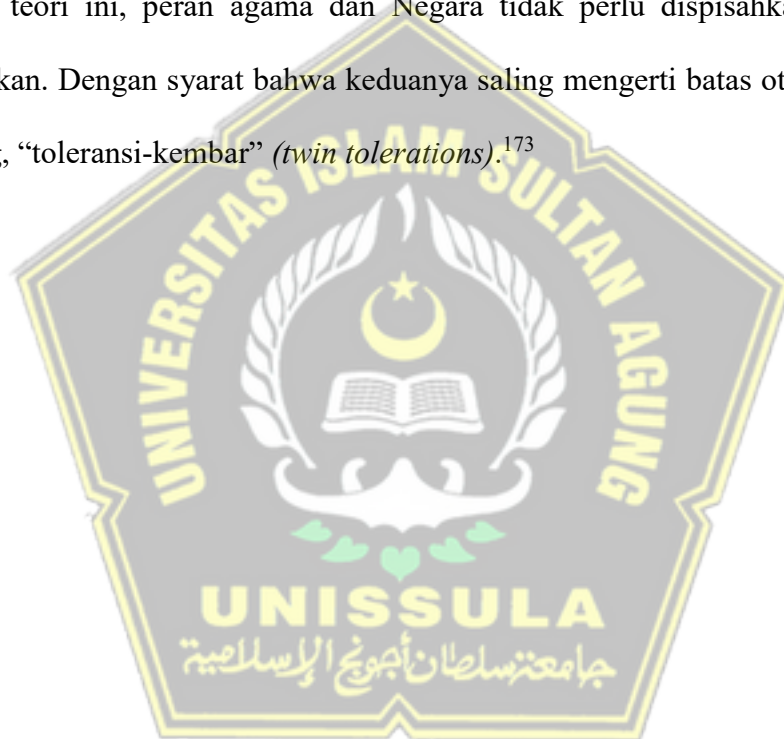 teori ini, peran agama dan Negara tidak perlu dispisahka
kan. Dengan syarat bahwa keduanya saling mengerti batas ot
, “toleransi-kembar” (twin tolerations).173
UNIVERSITAS ISLAM SULTAN AGUNG
UNISSULA
جامعة سلطان أجونج الإسلامية